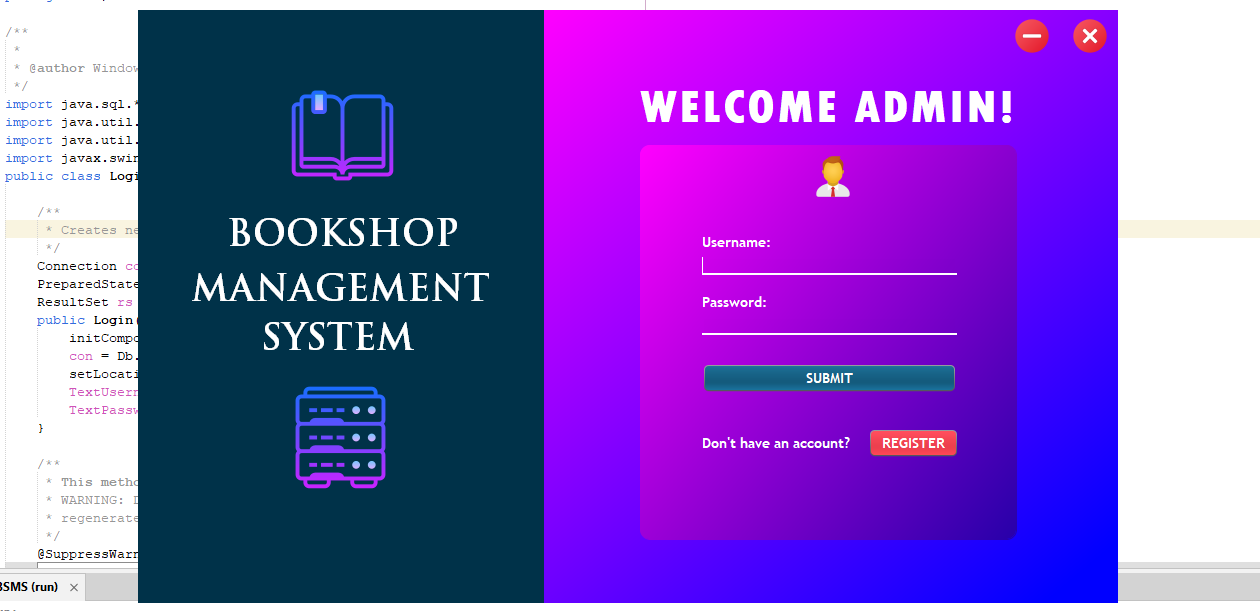 /**
*
* @author Window
*/
import java.sql.*
import java.util.
import java.util.
import javax.swin
public class Logi
/**
* Creates ne
*/
Connection co
PreparedState
ResultSet rs
public Login(
initCompo
con = Db.
setLocati
TextUsern
TextPassw
}
/**
* This metho
* WARNING: D
* regenerate
*/
@SuppressWarn
BSMS (run)
BOOKSHOP
MANAGEMENT
SYSTEM
WELCOME ADMIN!
Username:
Password:
SUBMIT
Don't have an account? REGISTER